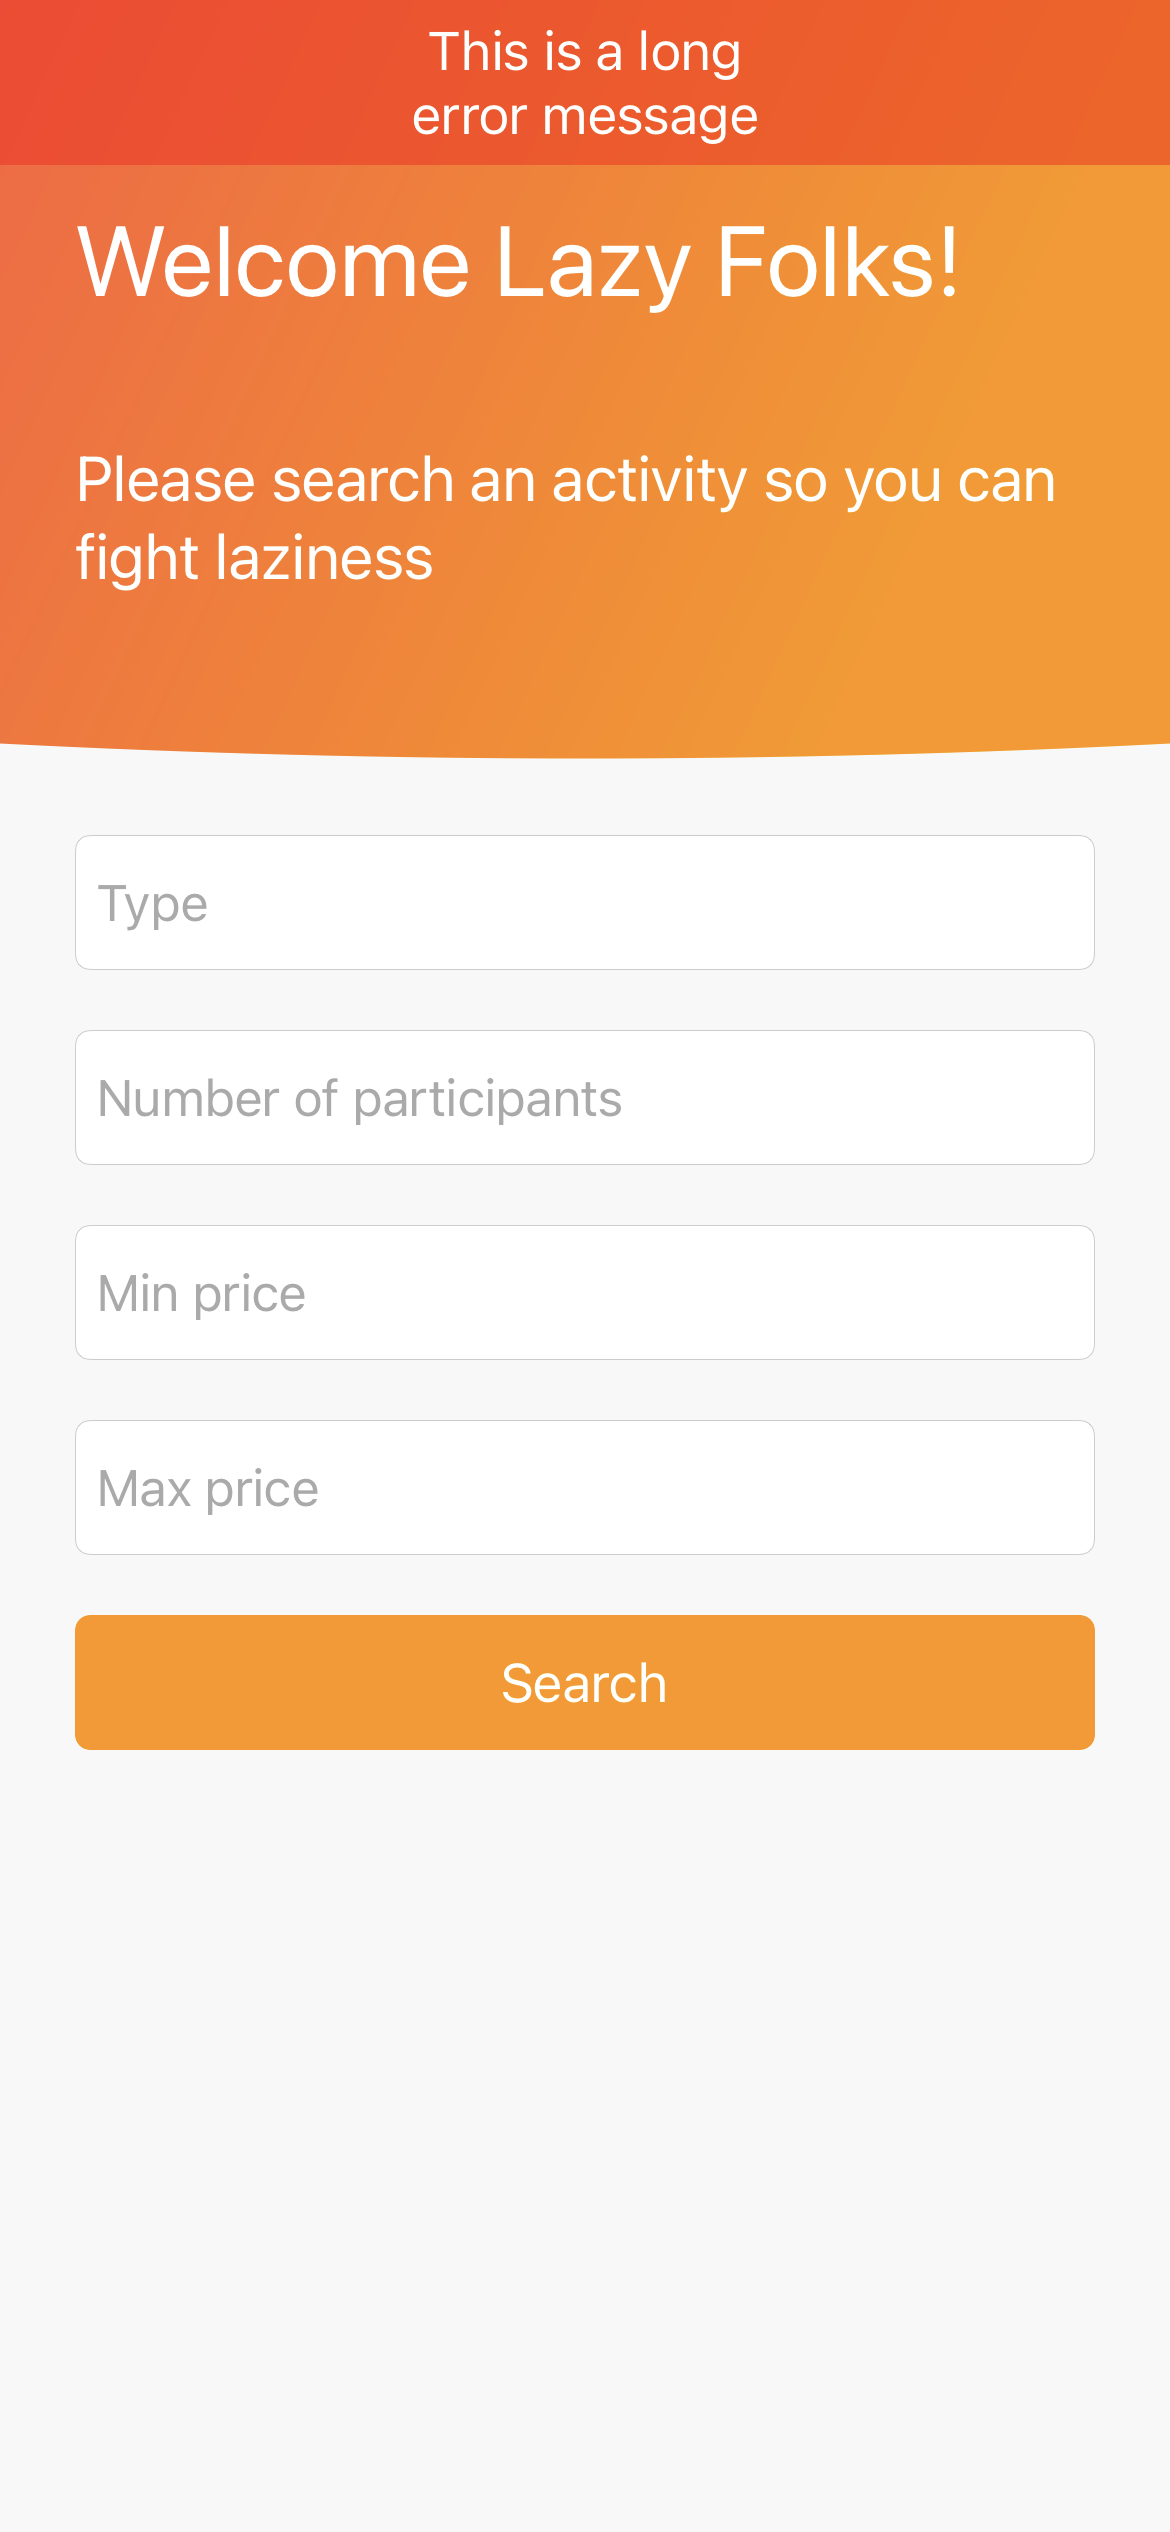 This is a long
error message
Welcome Lazy Folks!
Please search an activity so you can
fight laziness
Type
Number of participants
Min price
Max price
Search